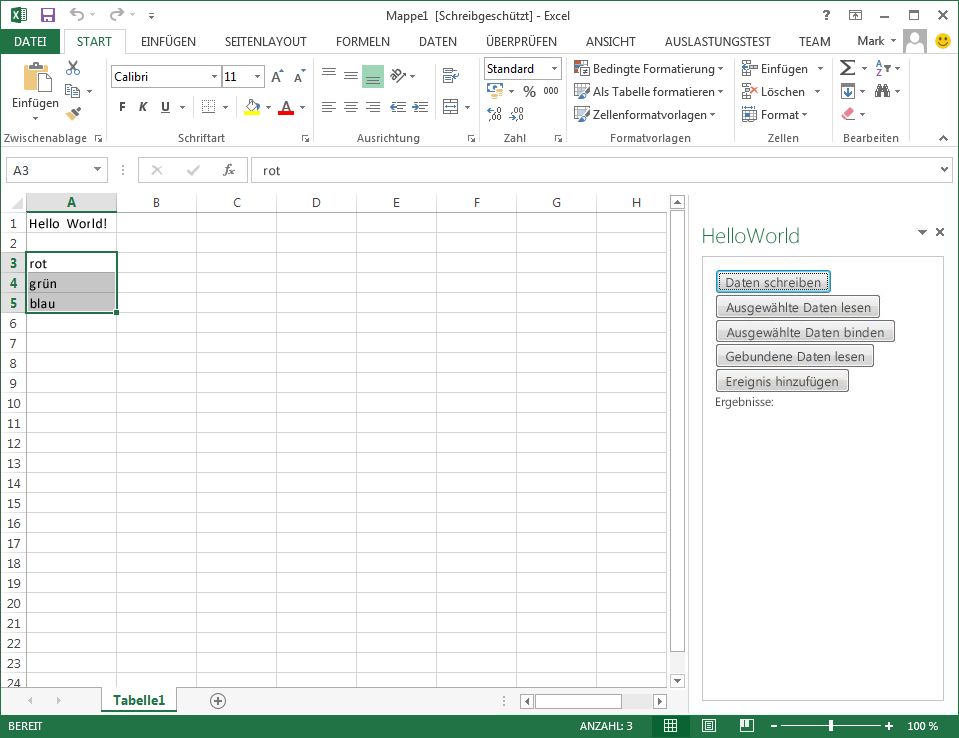 Mappe1 [Schreibgeschützt] - Excel
?
DATEI START EINFÜGEN SEITENLAYOUT FORMELN DATEN ÜBERPRÜFEN ANSICHT AUSLASTUNGSTEST TEAM Mark
Calibri 11 Standard Bedingte Formatierung Einfügen
Einfügen F K U A % 000 Als Tabelle formatieren Löschen
Zellenformatvorlagen Format
Zwischenablage Schriftart Ausrichtung Zahl Formatvorlagen Zellen Bearbeiten
A3 fx rot
A B C D E F G H
1 Hello World!
2
3 rot
4 grün
5 blau
6
7
8
9
10
11
12
13
14
15
16
17
18
19
20
21
22
23
24
HelloWorld
Daten schreiben
Ausgewählte Daten lesen
Ausgewählte Daten binden
Gebundene Daten lesen
Ereignis hinzufügen
Ergebnisse:
Tabelle1
BEREIT ANZAHL: 3 100 %